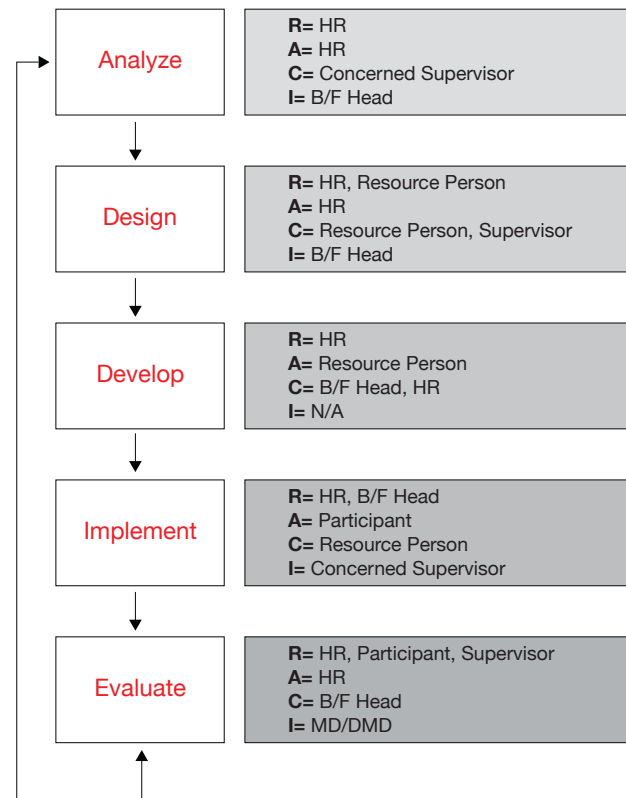 Analyze
R= HR
A= HR
C= Concerned Supervisor
I= B/F Head
Design
R= HR, Resource Person
A= HR
C= Resource Person, Supervisor
I= B/F Head
Develop
R= HR
A= Resource Person
C= B/F Head, HR
I= N/A
Implement
R= HR, B/F Head
A= Participant
C= Resource Person
I= Concerned Supervisor
Evaluate
R= HR, Participant, Supervisor
A= HR
C= B/F Head
I= MD/DMD